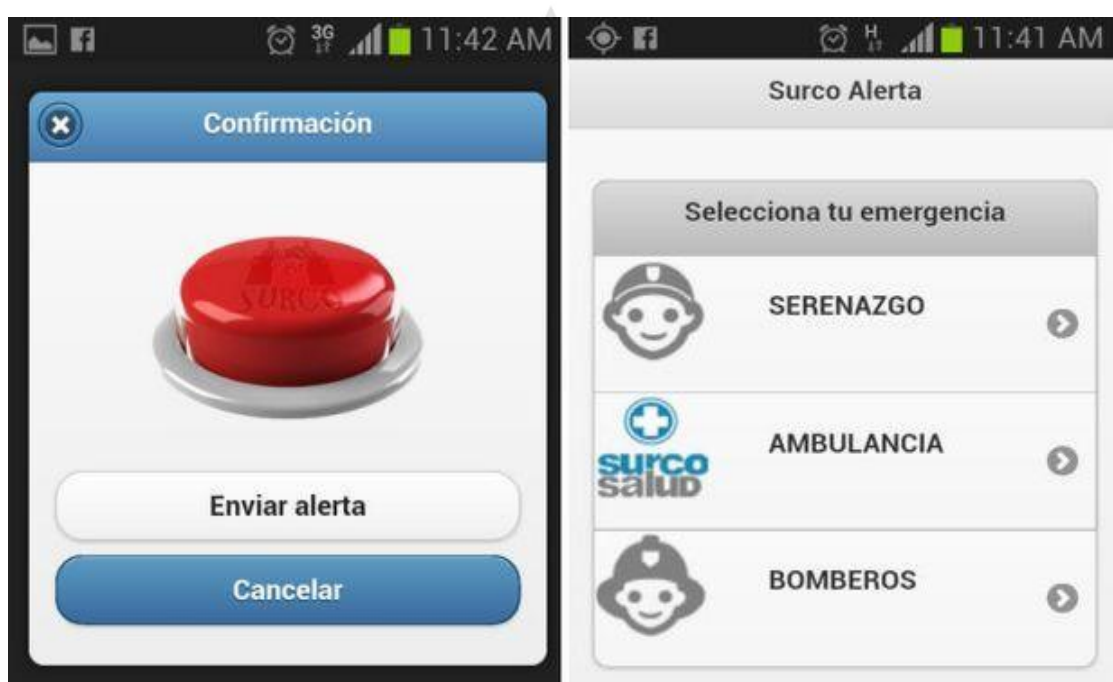 3G
11:42 AM
Confirmación
SURCO
Enviar alerta
Cancelar
H
11:41 AM
Surco Alerta
Selecciona tu emergencia
SERENAZGO
surco
salud
AMBULANCIA
BOMBEROS